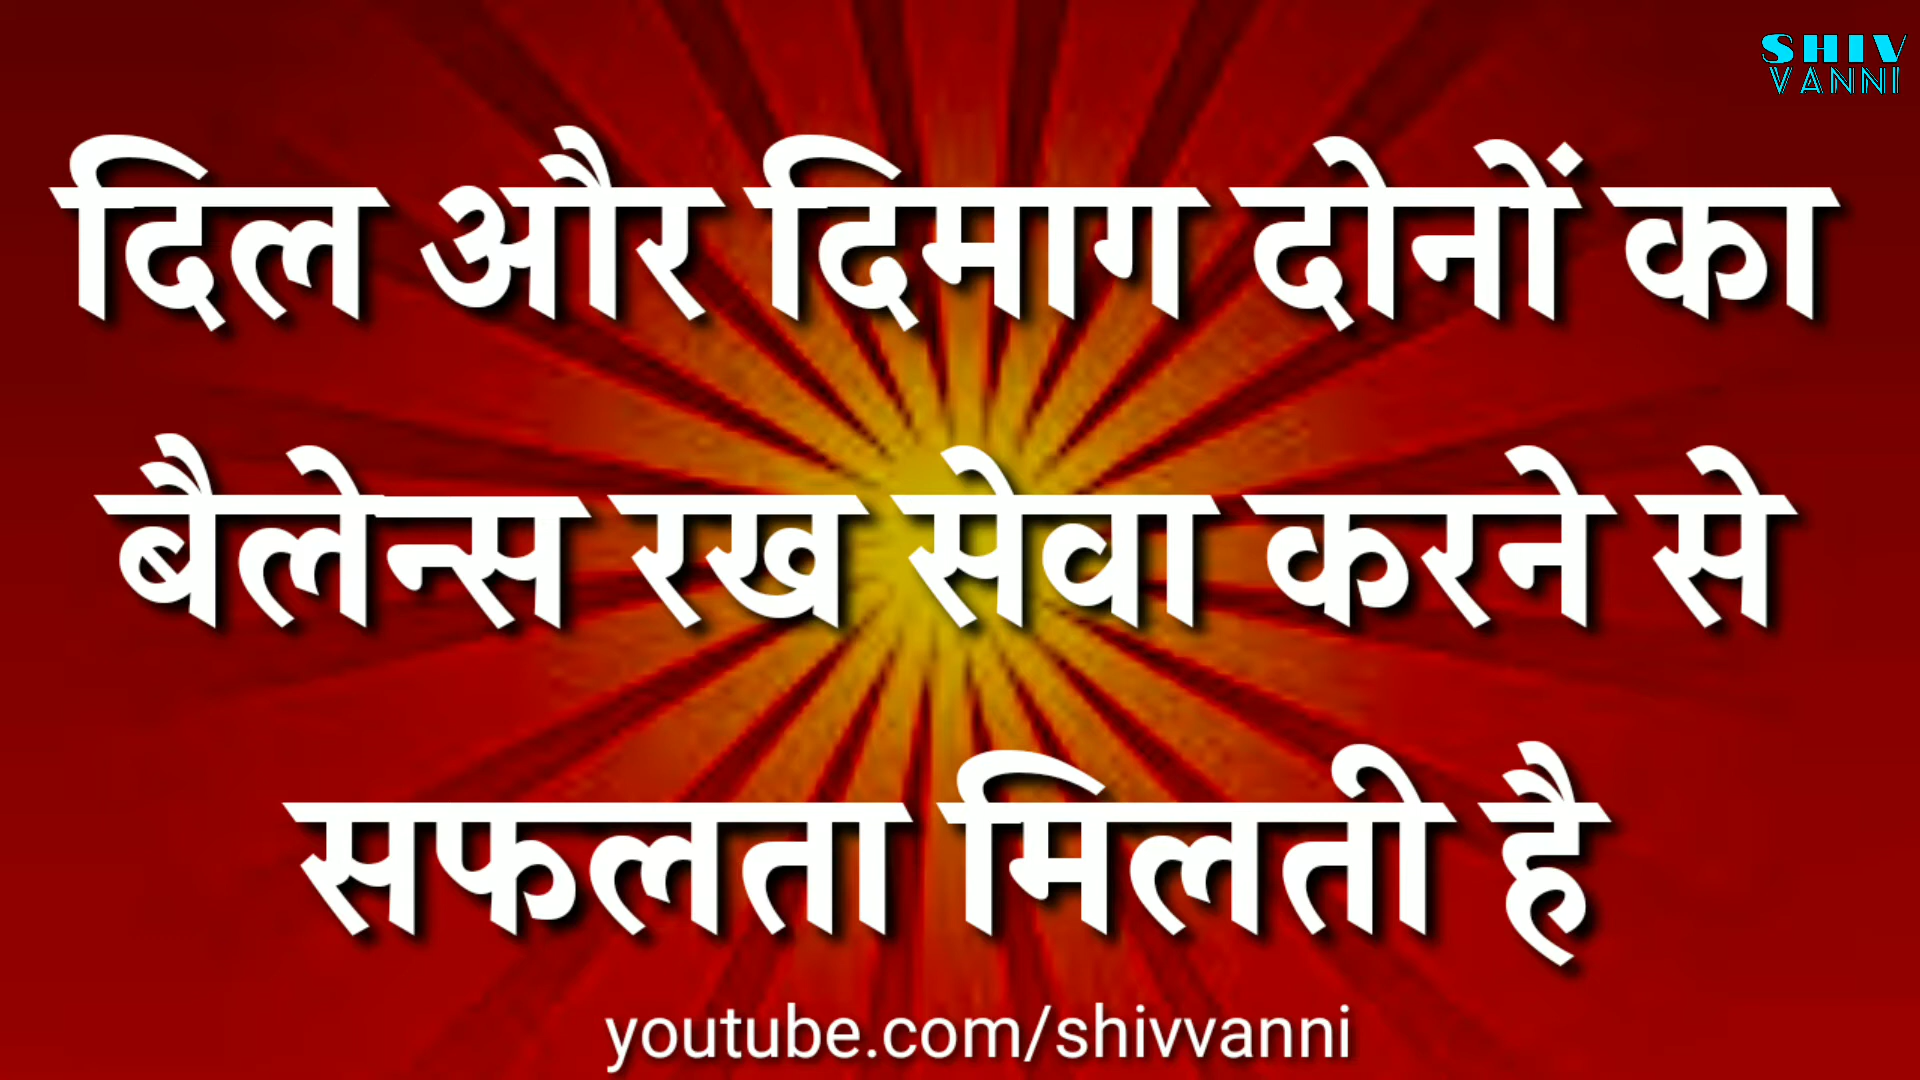 SHIV
VANNI
दिल और दिमाग दोनों का
बैलेन्स रख सेवा करने से
सफलता मिलती है
youtube.com/shivvanni